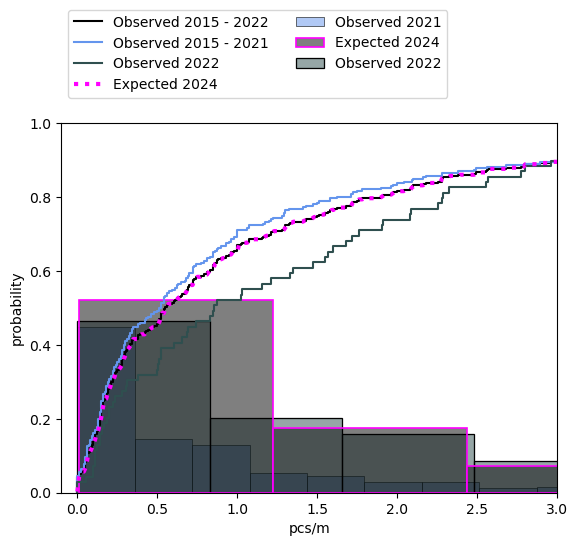 Observed 2015 - 2022
Observed 2015 - 2021
Observed 2022
Expected 2024
Observed 2021
Expected 2024
Observed 2022
1.0
0.8
0.6
0.4
0.2
0.0
probability
0.0 0.5 1.0 1.5 2.0 2.5 3.0
pcs/m